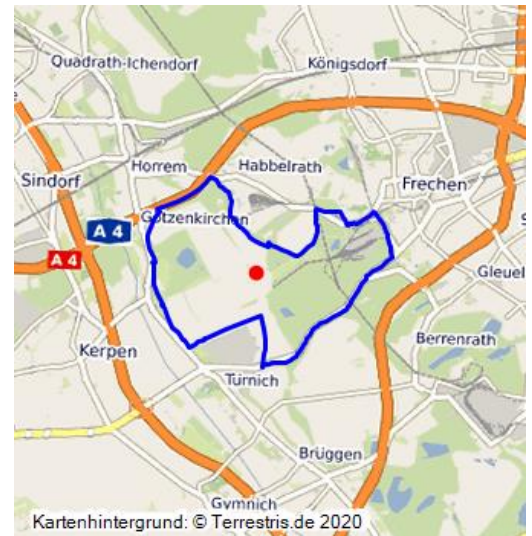 Quadrath-Ichendorf
Königsdorf
Horrem
Habbelrath
Sindorf
Frechen
Götzenkirchen
A 4
A 4
Gleuel
Kerpen
Berrenrath
Türnich
Brüggen
Gymnich
Kartenhintergrund: © Terrestris.de 2020